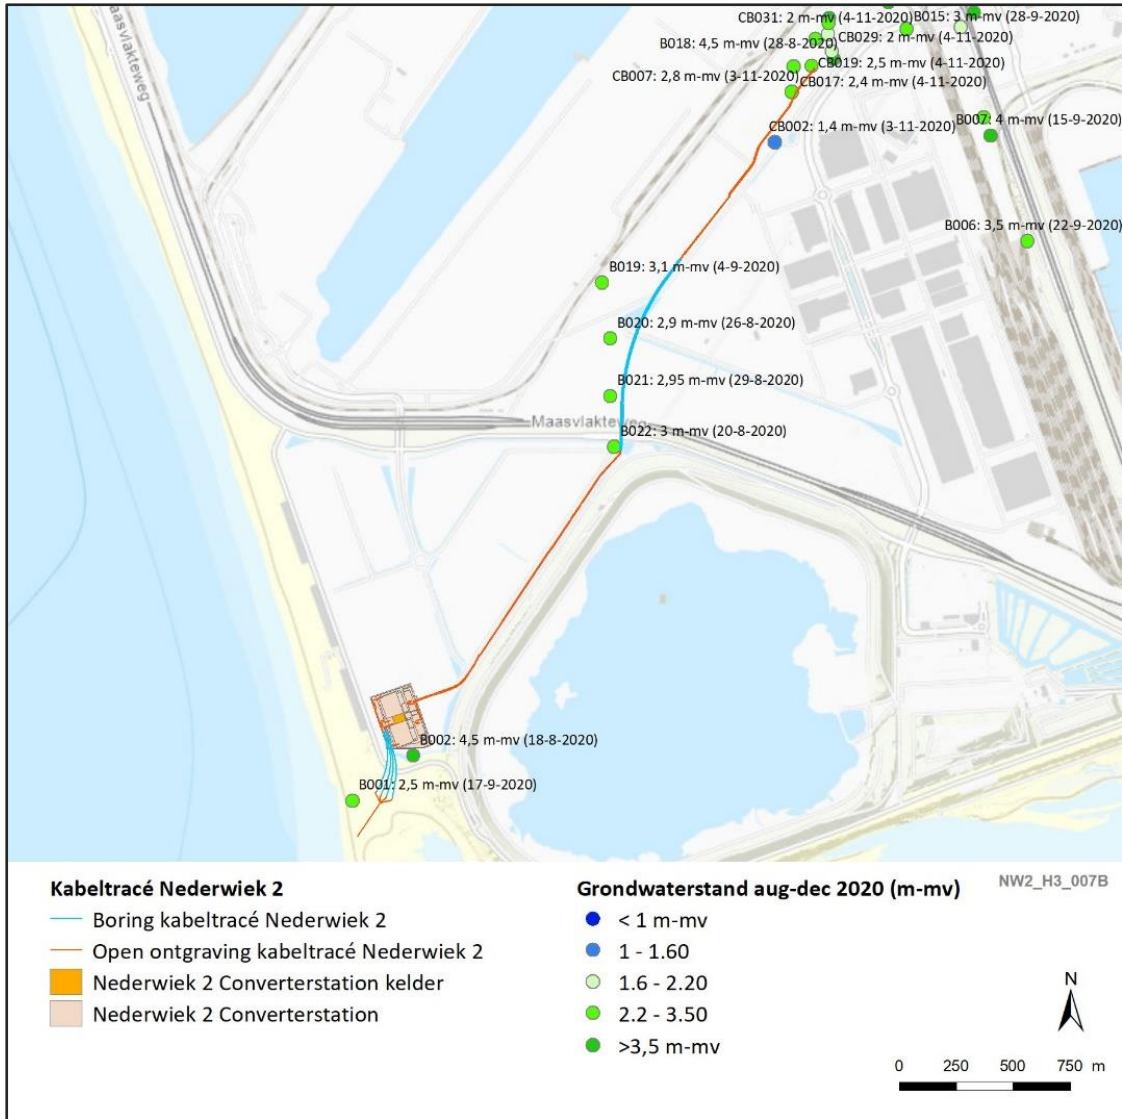 Maasvlakteweg
CB031: 2 m-mv (4-11-2020)
B015: 3 m-mv (28-9-2020)
B018: 4,5 m-mv (28-8-2020)
CB029: 2 m-mv (4-11-2020)
CB007: 2,8 m-mv (3-11-2020)
CB019: 2,5 m-mv (4-11-2020)
CB017: 2,4 m-mv (4-11-2020)
CB002: 1,4 m-mv (3-11-2020)
B007: 4 m-mv (15-9-2020)
B006: 3,5 m-mv (22-9-2020)
B019: 3,1 m-mv (4-9-2020)
B020: 2,9 m-mv (26-8-2020)
B021: 2,95 m-mv (29-8-2020)
Maasvlakteweg
B022: 3 m-mv (20-8-2020)
B002: 4,5 m-mv (18-8-2020)
B001: 2,5 m-mv (17-9-2020)
Kabeltracé Nederwiek 2
Boring kabeltracé Nederwiek 2
Open ontgraving kabeltracé Nederwiek 2
Nederwiek 2 Converterstation kelder
Nederwiek 2 Converterstation
Grondwaterstand aug-dec 2020 (m-mv)
< 1 m-mv
1 - 1.60
1.6 - 2.20
2.2 - 3.50
>3,5 m-mv
NW2_H3_007B
N
0 250 500 750 m